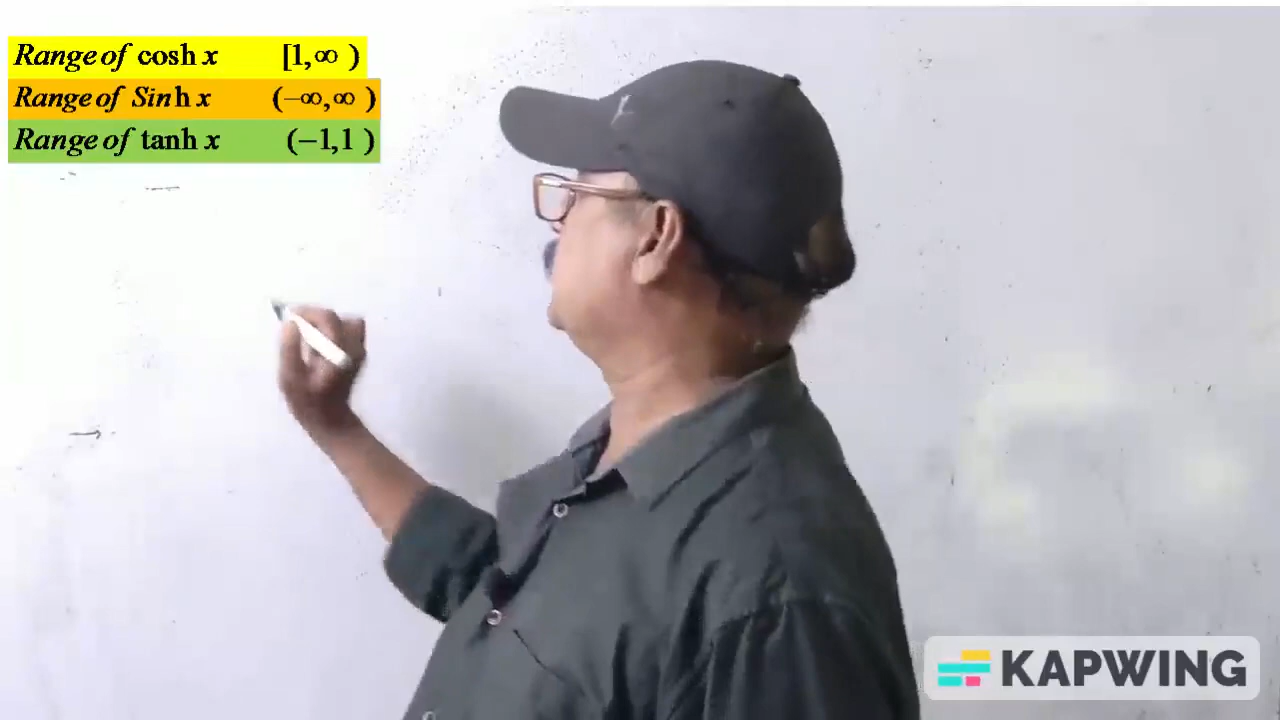 Range of cosh x [1,∞ )
Range of Sinh x (−∞,∞ )
Range of tanh x (−1,1 )
KAPWING